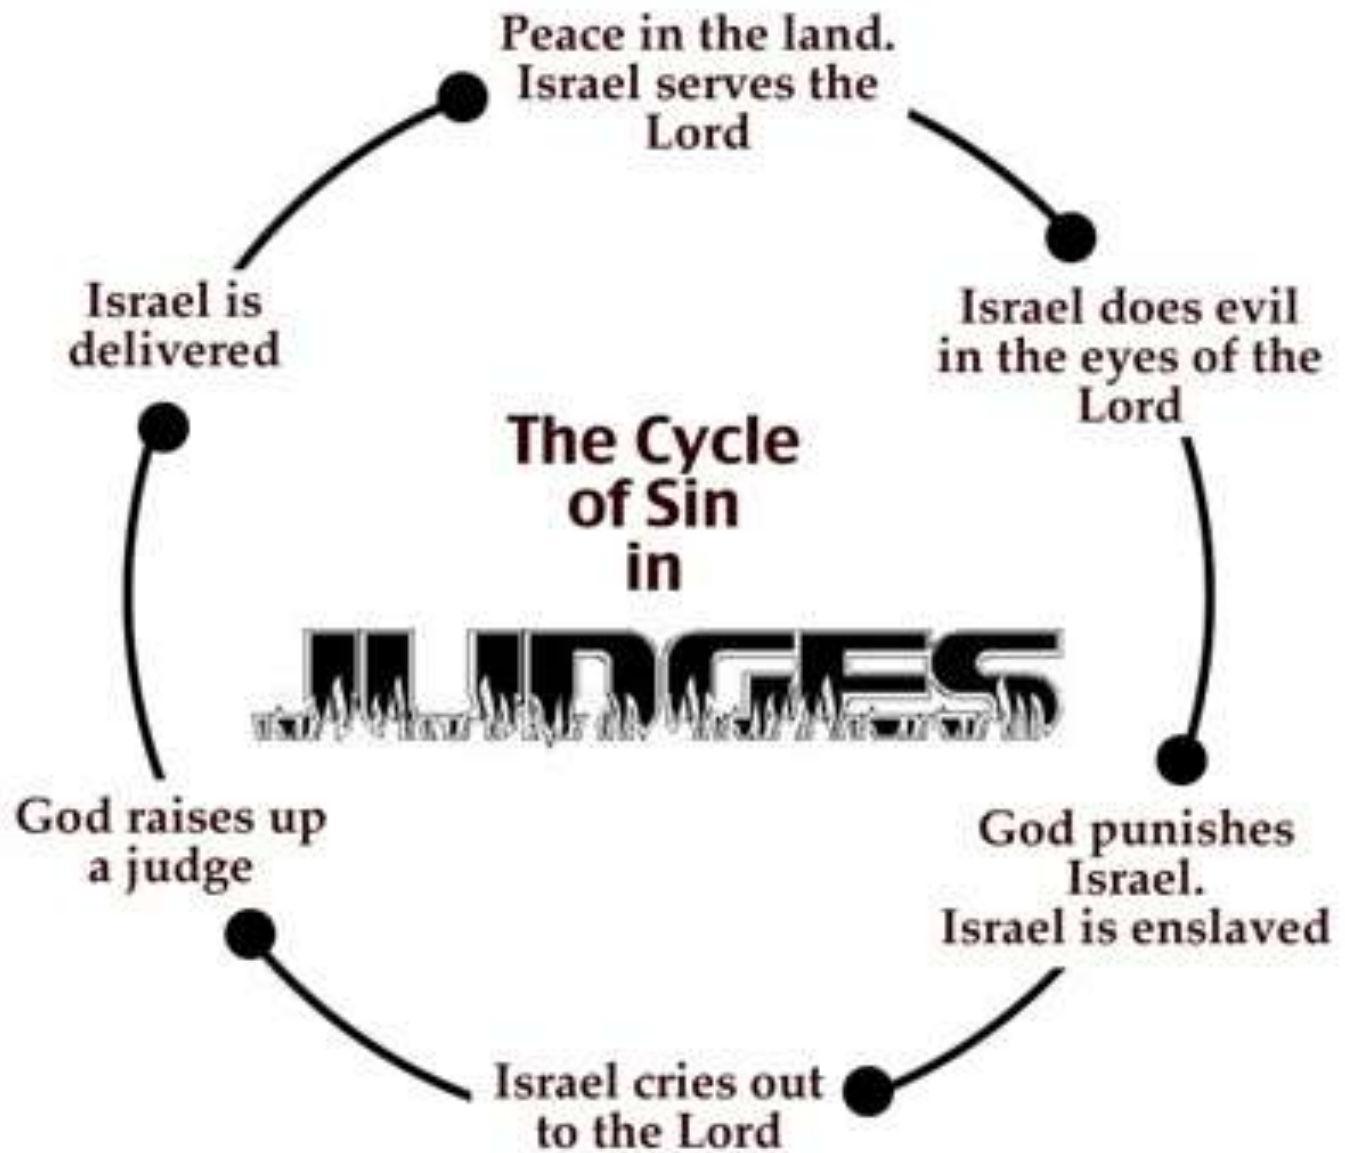 Peace in the land.
Israel serves the
Lord
Israel does evil
in the eyes of the
Lord
God punishes
Israel.
Israel is enslaved
Israel cries out
to the Lord
God raises up
a judge
Israel is
delivered
The Cycle
of Sin
in
JUDGES